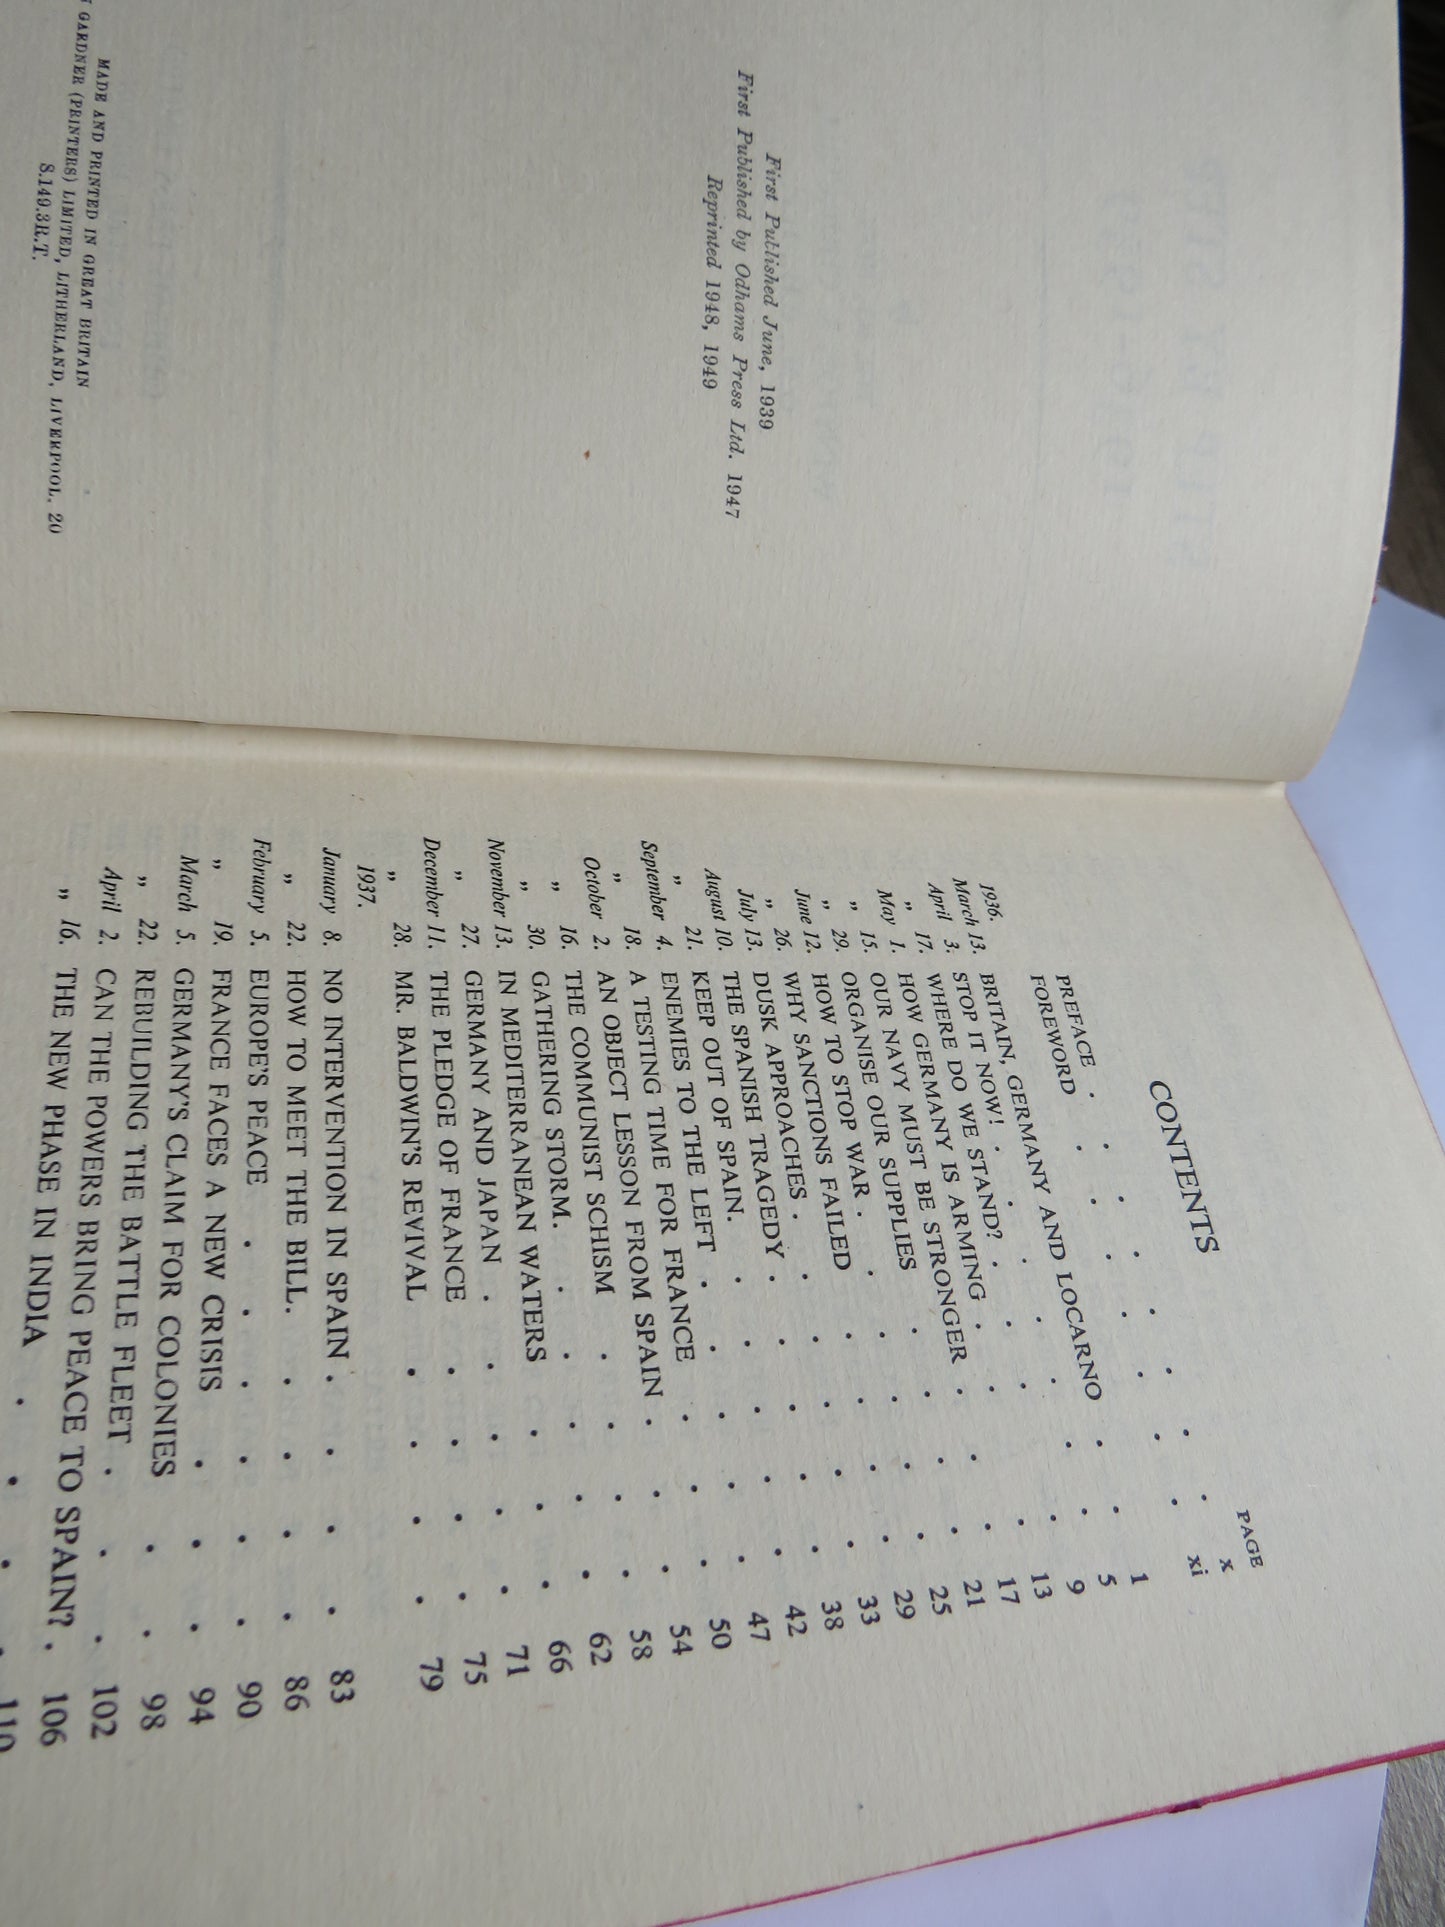 First Published June, 1939
First Published by Odhams Press Ltd. 1947
Reprinted 1948, 1949
MADE AND PRINTED IN GREAT BRITAIN
GARDNER (PRINTERS) LIMITED, LITHERLAND, LIVERPOOL. 20
S.149.3R.T.
CONTENTS
PAGE
PREFACE . . . . . . . x
FOREWORD . . . . . . . xi
1936.
March 13. BRITAIN, GERMANY AND LOCARNO . . 1
April 3. STOP IT NOW! . . . . . . 5
„ 17. WHERE DO WE STAND? . . . . . 9
May 1. HOW GERMANY IS ARMING . . . . 13
„ 15. OUR NAVY MUST BE STRONGER . . . 17
„ 29. ORGANISE OUR SUPPLIES . . . . 21
June 12. HOW TO STOP WAR . . . . . 25
„ 26. WHY SANCTIONS FAILED . . . . 29
July 13. DUSK APPROACHES . . . . . 33
August 10. THE SPANISH TRAGEDY . . . . 38
„ 21. KEEP OUT OF SPAIN. . . . . 42
September 4. ENEMIES TO THE LEFT . . . . 47
„ 18. A TESTING TIME FOR FRANCE . . . 50
October 2. AN OBJECT LESSON FROM SPAIN . . . 54
„ 16. THE COMMUNIST SCHISM . . . . 58
„ 30. GATHERING STORM. . . . . . 62
November 13. IN MEDITERRANEAN WATERS . . . 66
„ 27. GERMANY AND JAPAN . . . . . 71
December 11. THE PLEDGE OF FRANCE . . . . 75
„ 28. MR. BALDWIN'S REVIVAL . . . . 79
1937.
January 8. NO INTERVENTION IN SPAIN . . . . 83
„ 22. HOW TO MEET THE BILL. . . . . 86
February 5. EUROPE'S PEACE . . . . . . 90
„ 19. FRANCE FACES A NEW CRISIS . . . 94
March 5. GERMANY'S CLAIM FOR COLONIES . . 98
„ 22. REBUILDING THE BATTLE FLEET . . . 102
April 2. CAN THE POWERS BRING PEACE TO SPAIN? . 106
„ 16. THE NEW PHASE IN INDIA . . . . 110